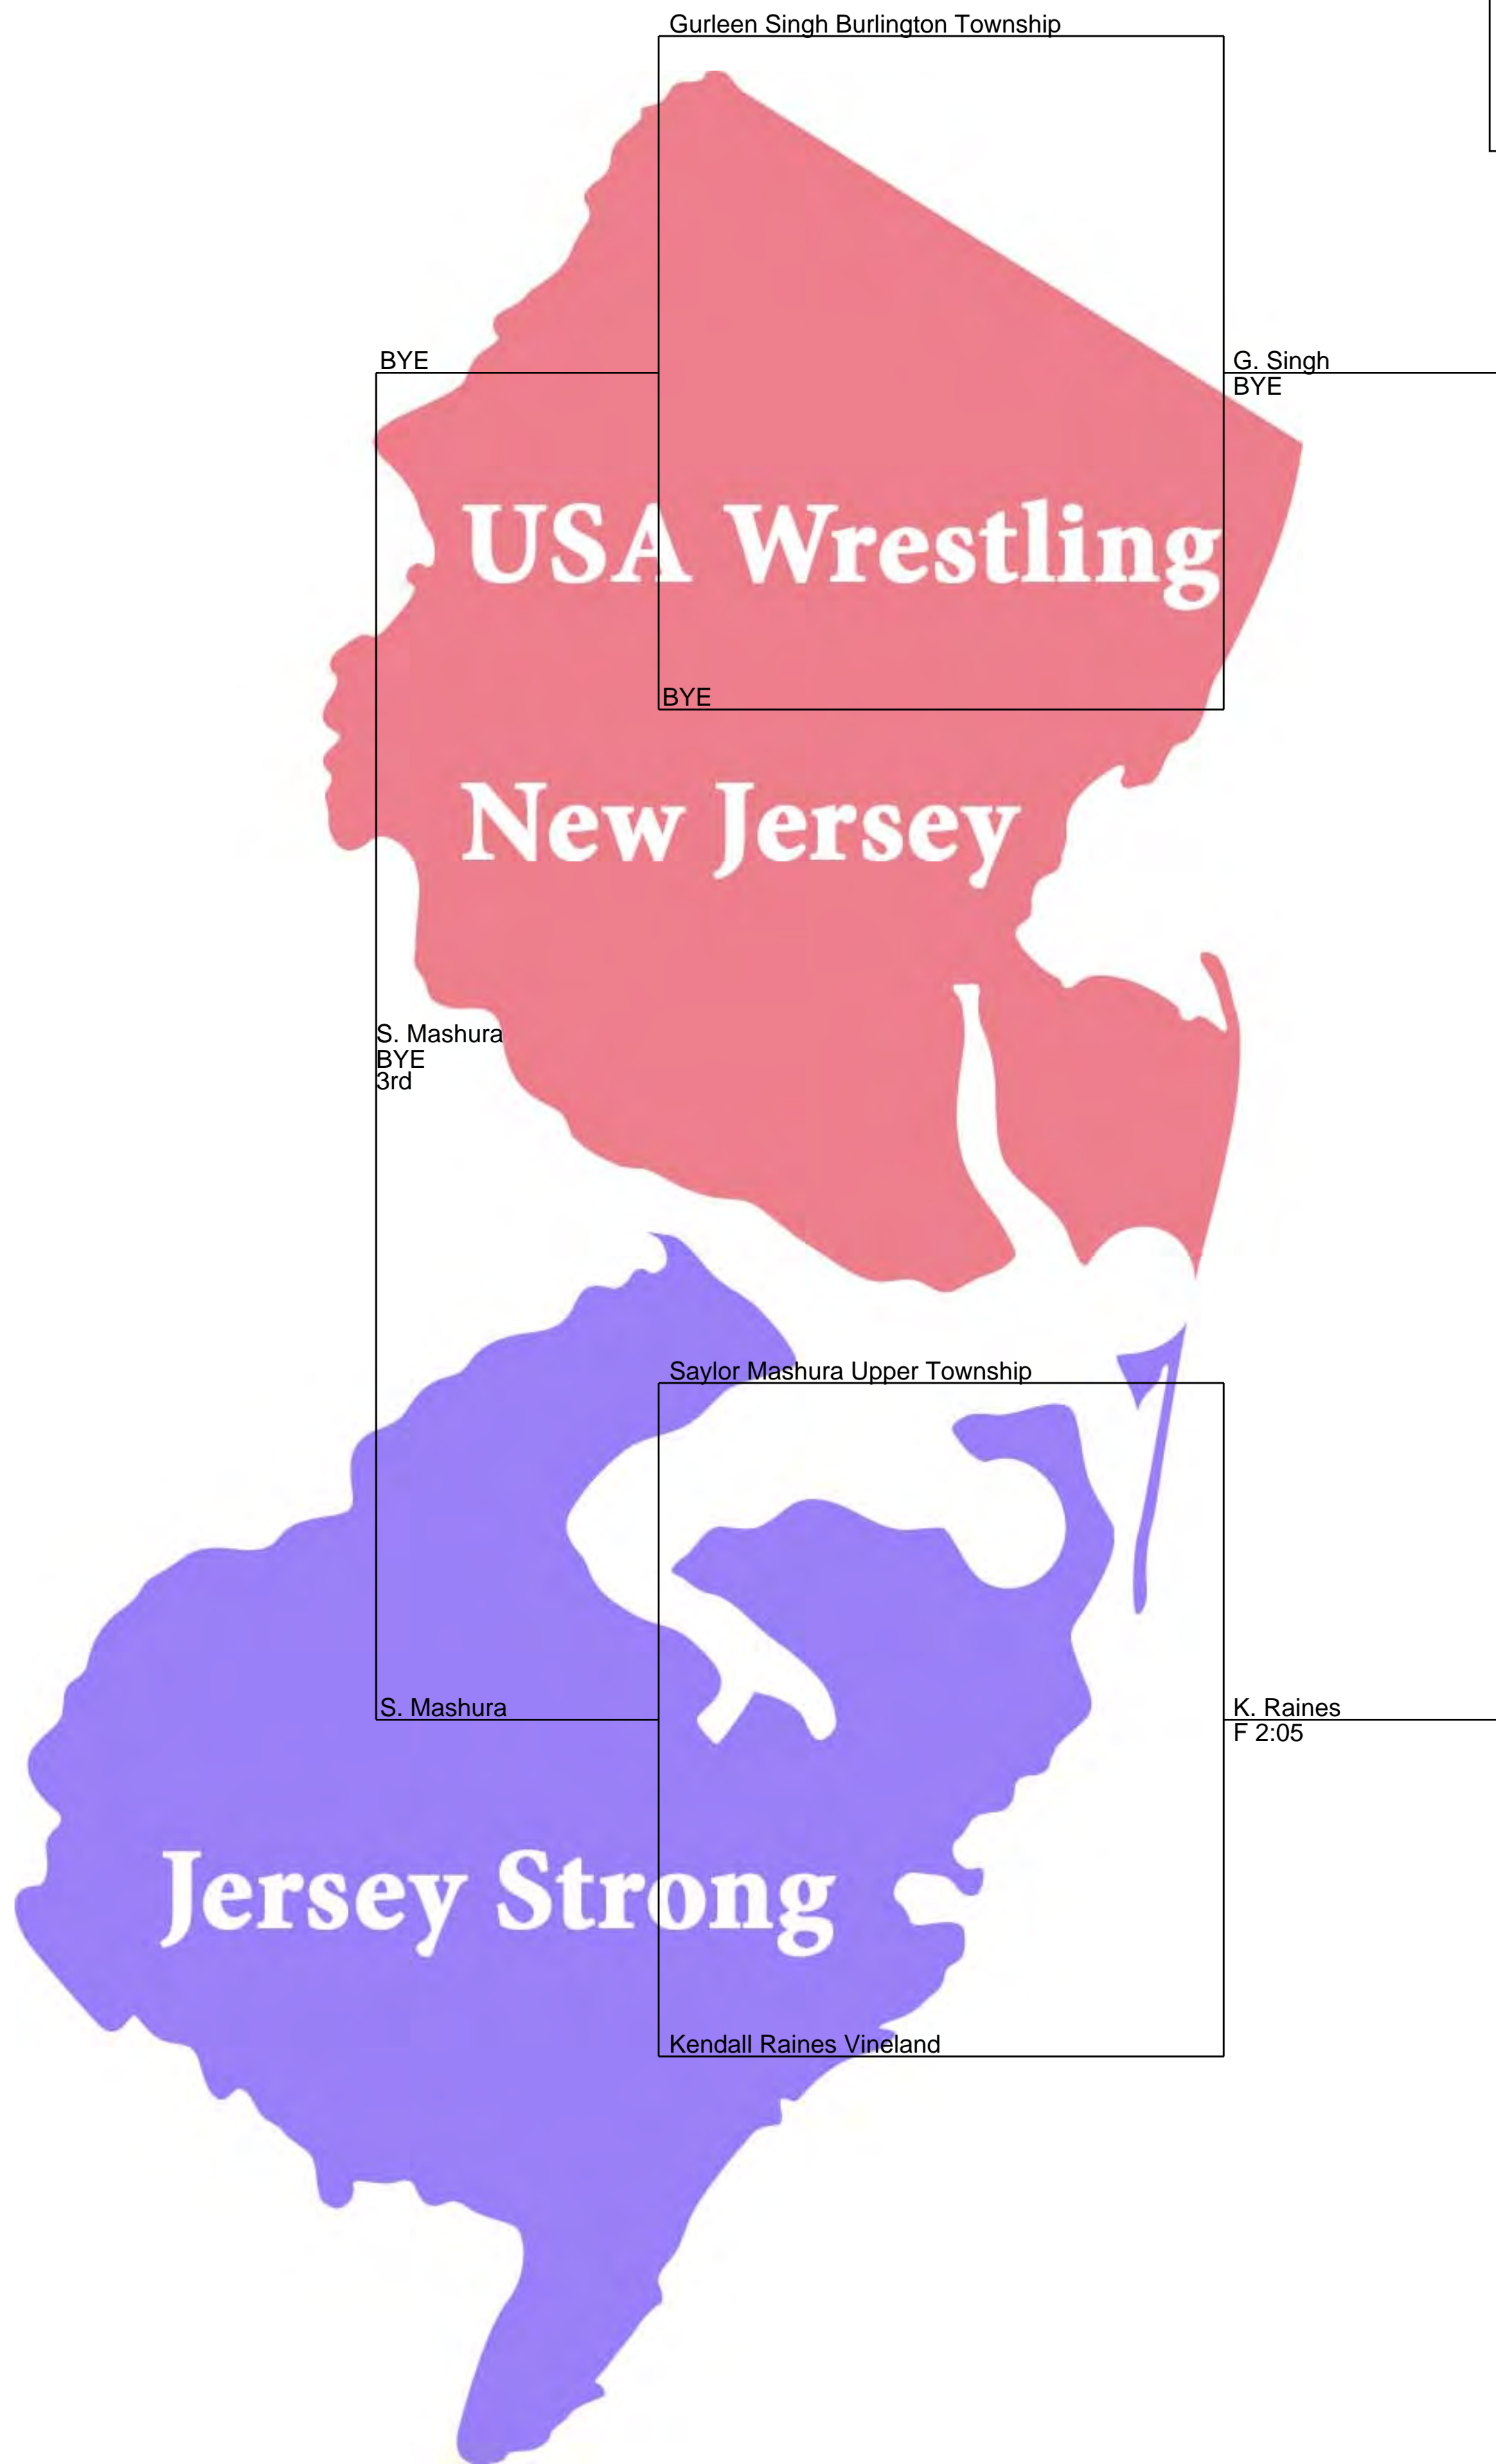 Gurleen Singh Burlington Township
BYE
G. Singh
BYE
USA Wrestling
BYE
New Jersey
S. Mashura
BYE
3rd
Saylor Mashura Upper Township
S. Mashura
K. Raines
F 2:05
Jersey Strong
Kendall Raines Vineland